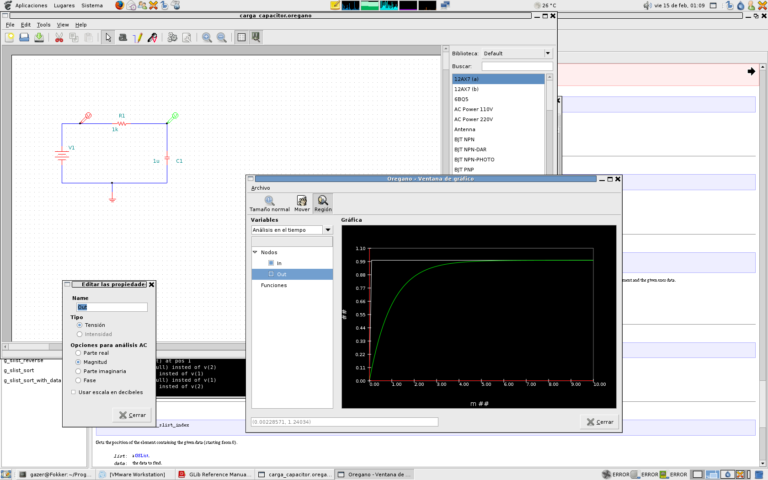 Aplicaciones Lugares Sistema
26 °C
vie 15 de feb, 01:09
carga_capacitor.oregano
File Edit Tools View Help
Biblioteca: Default
Buscar:
12AX7 (a)
12AX7 (b)
6BQ5
AC Power 110V
AC Power 220V
Antenna
BJT NPN
BJT NPN-DAR
BJT NPN-PHOTO
BJT PNP
R1
1k
V1
1u C1
Oregano - Ventana de gráfico
Archivo
Tamaño normal Mover Región
Variables
Análisis en el tiempo
Nodos
In
Out
Funciones
Gráfica
1.10
0.99
0.88
0.77
0.66
0.55
0.44
0.33
0.22
0.11
0.00
0.00 1.00 2.00 3.00 4.00 5.00 6.00 7.00 8.00 9.00 10.00
##
m ##
(0.00228571, 1.24034)
Cerrar
Editar las propiedade
Name
Out
Tipo
Tensión
Intensidad
Opciones para análisis AC
Parte real
Magnitud
Parte Imaginaria
Fase
Usar escala en decibeles
Cerrar
g_slist_reverse
g_slist_sort
g_slist_sort_with_data
) at pos 1
ull) insted of v(2)
insted of v(1)
ull) insted of v(1)
insted of v(2)
ement and the given uses data.
_slist_index
Gets the position of the element containing the given data (starting from 0).
list: a GSList.
data: the data to find.
gazer@Fokker: ~/Prog...
[VMware Workstation]
GLib Reference Manua...
carga_capacitor.orega...
Oregano - Ventana de ...
ERROR ERROR ERROR